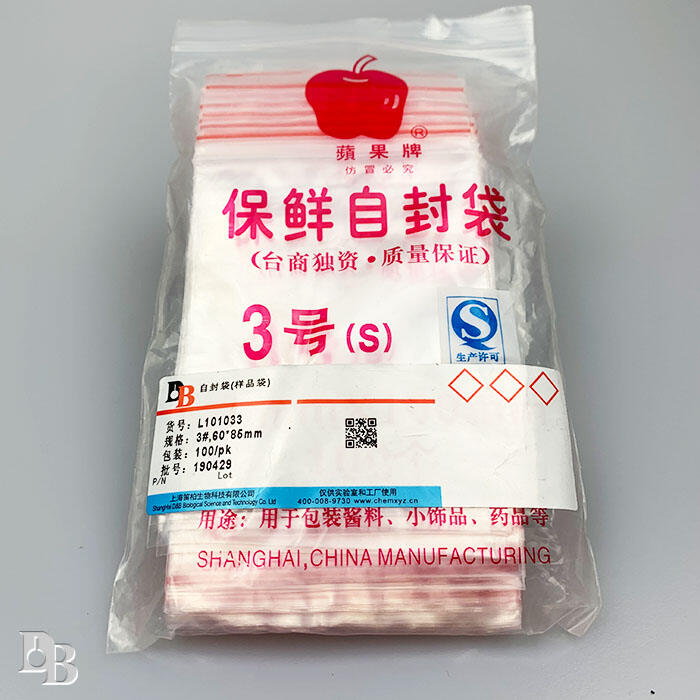 ®
蘋果牌
仿冒必究
保鲜自封袋
(台商独资·质量保证)
3号(S)
生产许可
DB
自封袋(样品袋)
货号: L101033
规格: 3#,60*85mm
包装: 100/pk
批号: 190429
P/N Lot
上海笛柏生物科技有限公司
Shanghai D&B Biological Science and Technology Co. Ltd
仅供实验室和工厂使用
400-008-9730 www.chemxyz.com
用途:用于包装酱料、小饰品、药品等
SHANGHAI,CHINA MANUFACTURING
DB